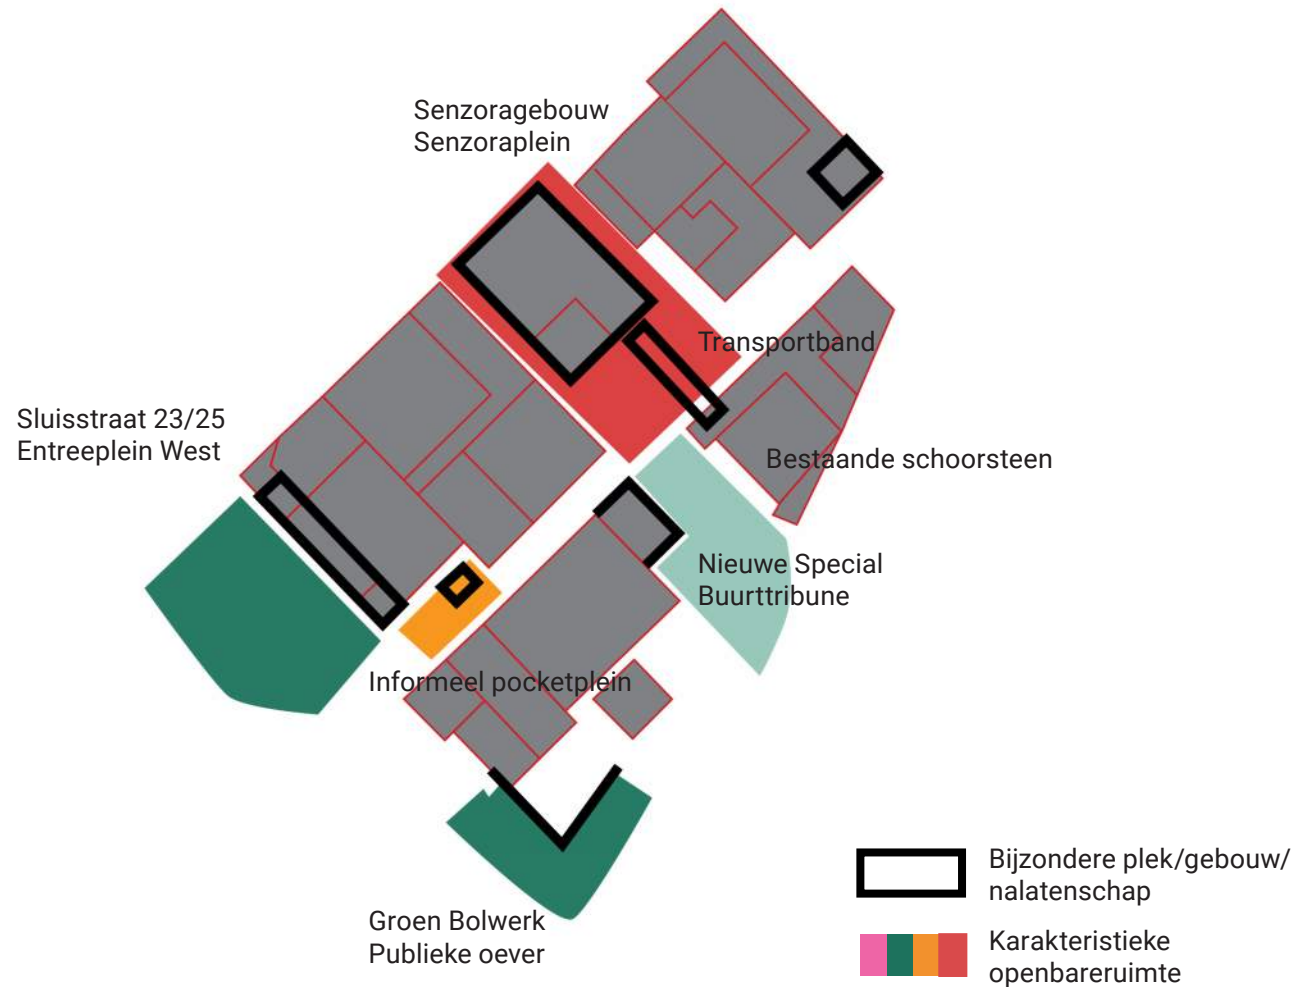 Senzoragebouw
Senzoraplein
Transportband
Sluisstraat 23/25
Entreeplein West
Bestaande schoorsteen
Nieuwe Special
Buurttribune
Informeel pocketplein
Groen Bolwerk
Publieke oever
Bijzondere plek/gebouw/
nalatenschap
Karakteristieke
openbareruimte